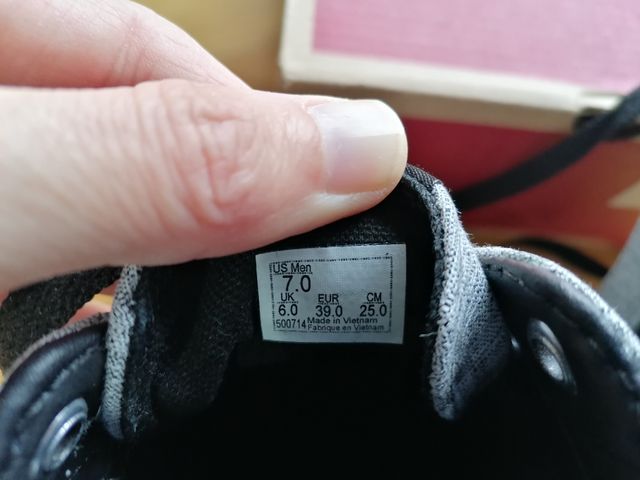 US Men
7.0
UK EUR CM
6.0 39.0 25.0
500714 Made in Vietnam
Fabrique en Vietnam